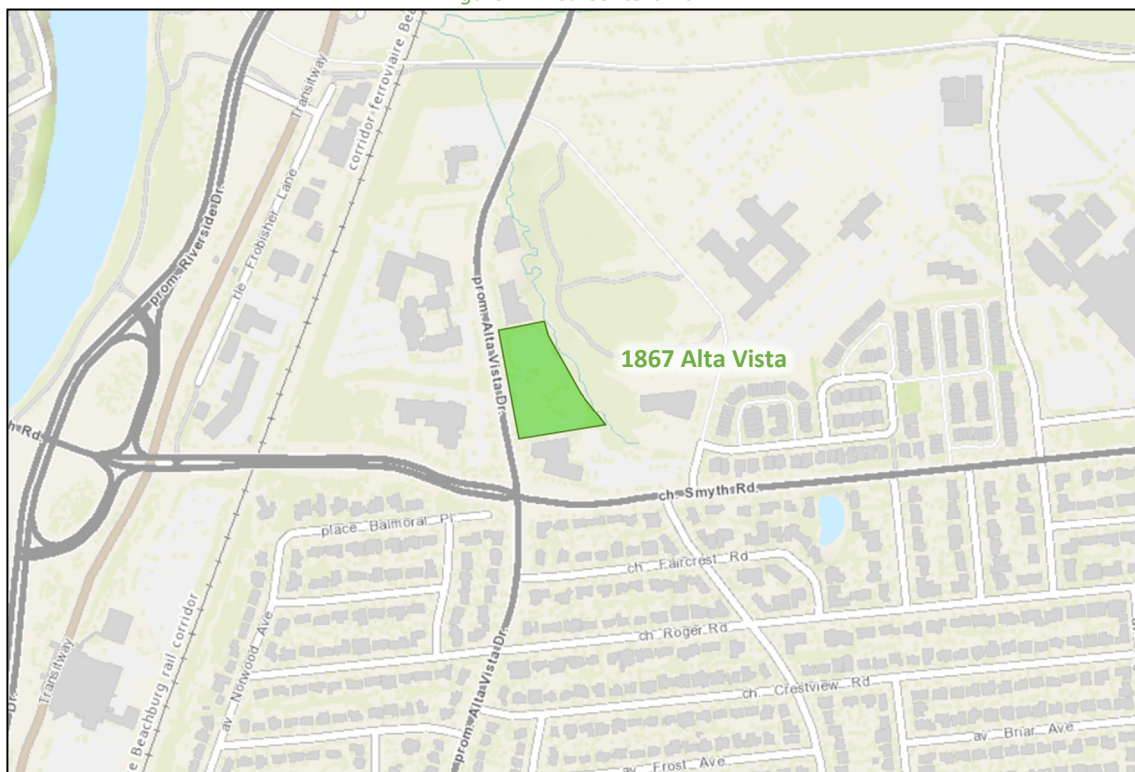 Transitway
corridor ferroviaire Bea
prom. Riverside Dr.
rle Frobisher Lane
prom. Alta Vista Dr.
1867 Alta Vista
h Rd.
ch. Smyth Rd.
place Balmoral Pl
ch. Faircrest Rd
av. Norwood Ave
ch. Roger Rd
Transitway
e Beachburg rail corridor
Dr.
prom. Alta Vista Dr.
ch. Crestview Rd
av. Briar Ave
av. Frost Ave.